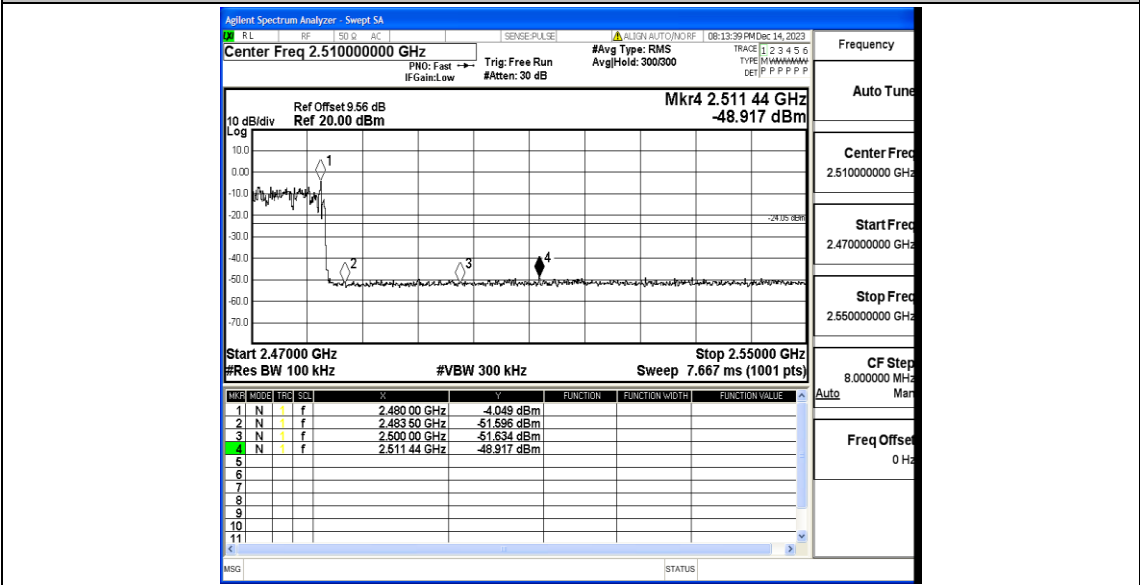 Agilent Spectrum Analyzer - Swept SA
LXI RL RF 50 Ω AC SENSE:PULSE ALIGN AUTO/NORF 08:13:39 PM Dec 14, 2023
Center Freq 2.510000000 GHz
PNO: Fast
IFGain:Low
Trig: Free Run
#Atten: 30 dB
#Avg Type: RMS
Avg|Hold: 300/300
TRACE 1 2 3 4 5 6
TYPE M WWWWW
DET P P P P P P
Ref Offset 9.56 dB
Ref 20.00 dBm
10 dB/div
Log
Mkr4 2.511 44 GHz
-48.917 dBm
10.0
0.00
-10.0
-20.0
-30.0
-40.0
-50.0
-60.0
-70.0
1
2
3
4
-24.05 dBm
Start 2.47000 GHz
Stop 2.55000 GHz
#Res BW 100 kHz
#VBW 300 kHz
Sweep 7.667 ms (1001 pts)
MKR MODE TRC SCL X Y FUNCTION FUNCTION WIDTH FUNCTION VALUE
1 N 1 f 2.480 00 GHz -4.049 dBm
2 N 1 f 2.483 50 GHz -51.596 dBm
3 N 1 f 2.500 00 GHz -51.634 dBm
4 N 1 f 2.511 44 GHz -48.917 dBm
5
6
7
8
9
10
11
MSG
STATUS
Frequency
Auto Tune
Center Freq
2.510000000 GHz
Start Freq
2.470000000 GHz
Stop Freq
2.550000000 GHz
CF Step
8.000000 MHz
Auto Man
Freq Offset
0 Hz